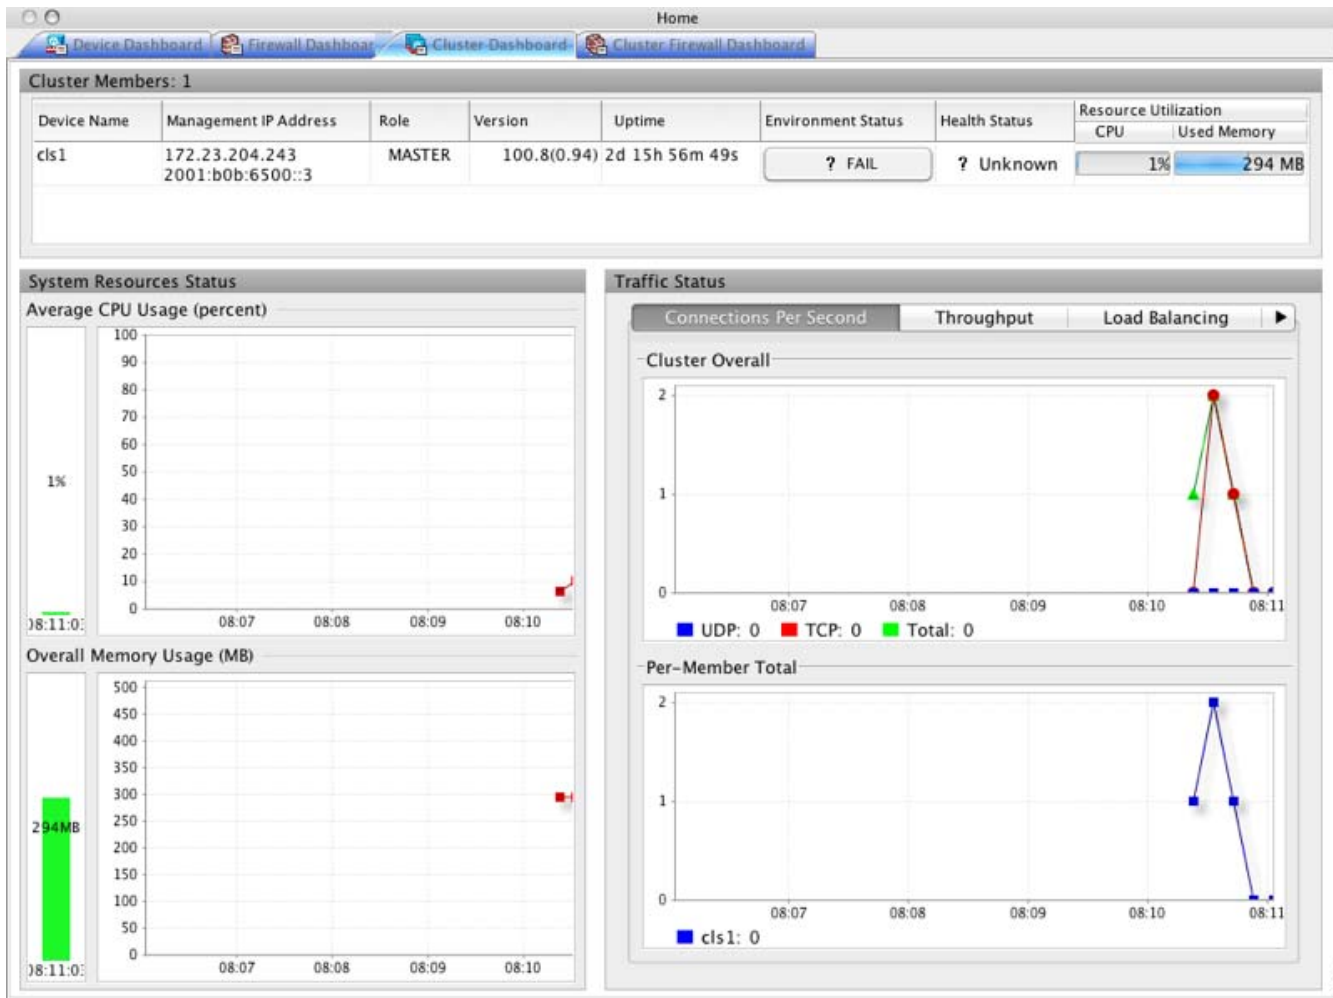 Home
Device Dashboard Firewall Dashboar Cluster Dashboard Cluster Firewall Dashboard
Cluster Members: 1
Device Name Management IP Address Role Version Uptime Environment Status Health Status Resource Utilization
CPU Used Memory
cls1 172.23.204.243 MASTER 100.8(0.94) 2d 15h 56m 49s ? FAIL ? Unknown 1% 294 MB
2001:b0b:6500::3
System Resources Status
Average CPU Usage (percent)
100
90
80
70
60
50
1%
40
30
20
10
0
08:11:0
08:07 08:08 08:09 08:10
Overall Memory Usage (MB)
500
450
400
350
300
250
294MB
200
150
100
50
0
08:11:03
08:07 08:08 08:09 08:10
Traffic Status
Connections Per Second Throughput Load Balancing
Cluster Overall
2
1
0
08:07 08:08 08:09 08:10 08:11
UDP: 0 TCP: 0 Total: 0
Per-Member Total
2
1
0
08:07 08:08 08:09 08:10 08:11
cls1: 0